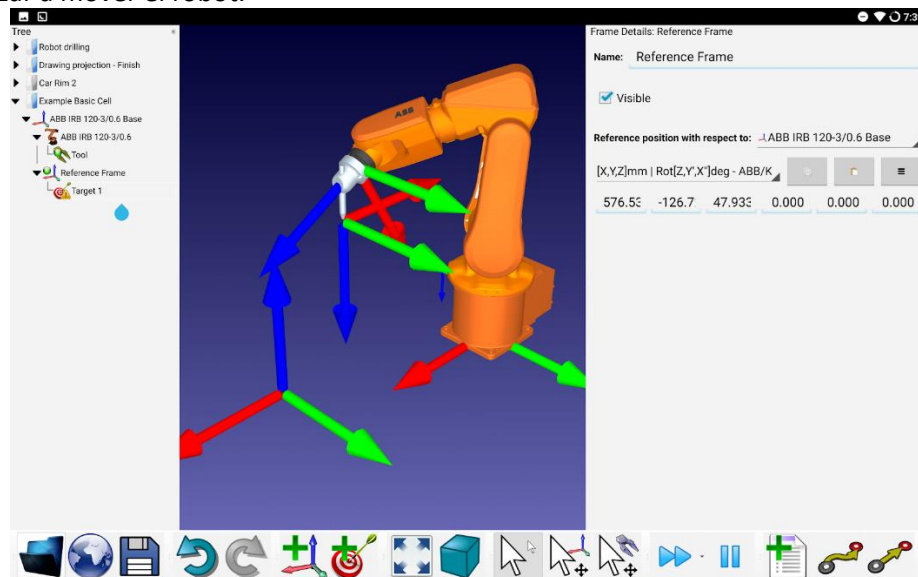 7:3
Tree
Frame Details: Reference Frame
Robot drilling
Name: Reference Frame
Drawing projection - Finish
Car Rim 2
Visible
Example Basic Cell
ABB IRB 120-3/0.6 Base
Reference position with respect to: ABB IRB 120-3/0.6 Base
ABB IRB 120-3/0.6
Tool
[X,Y,Z]mm | Rot[Z,Y',X'']deg - ABB/K
Reference Frame
Target 1
576.53 -126.7 47.933 0.000 0.000 0.000
ABB